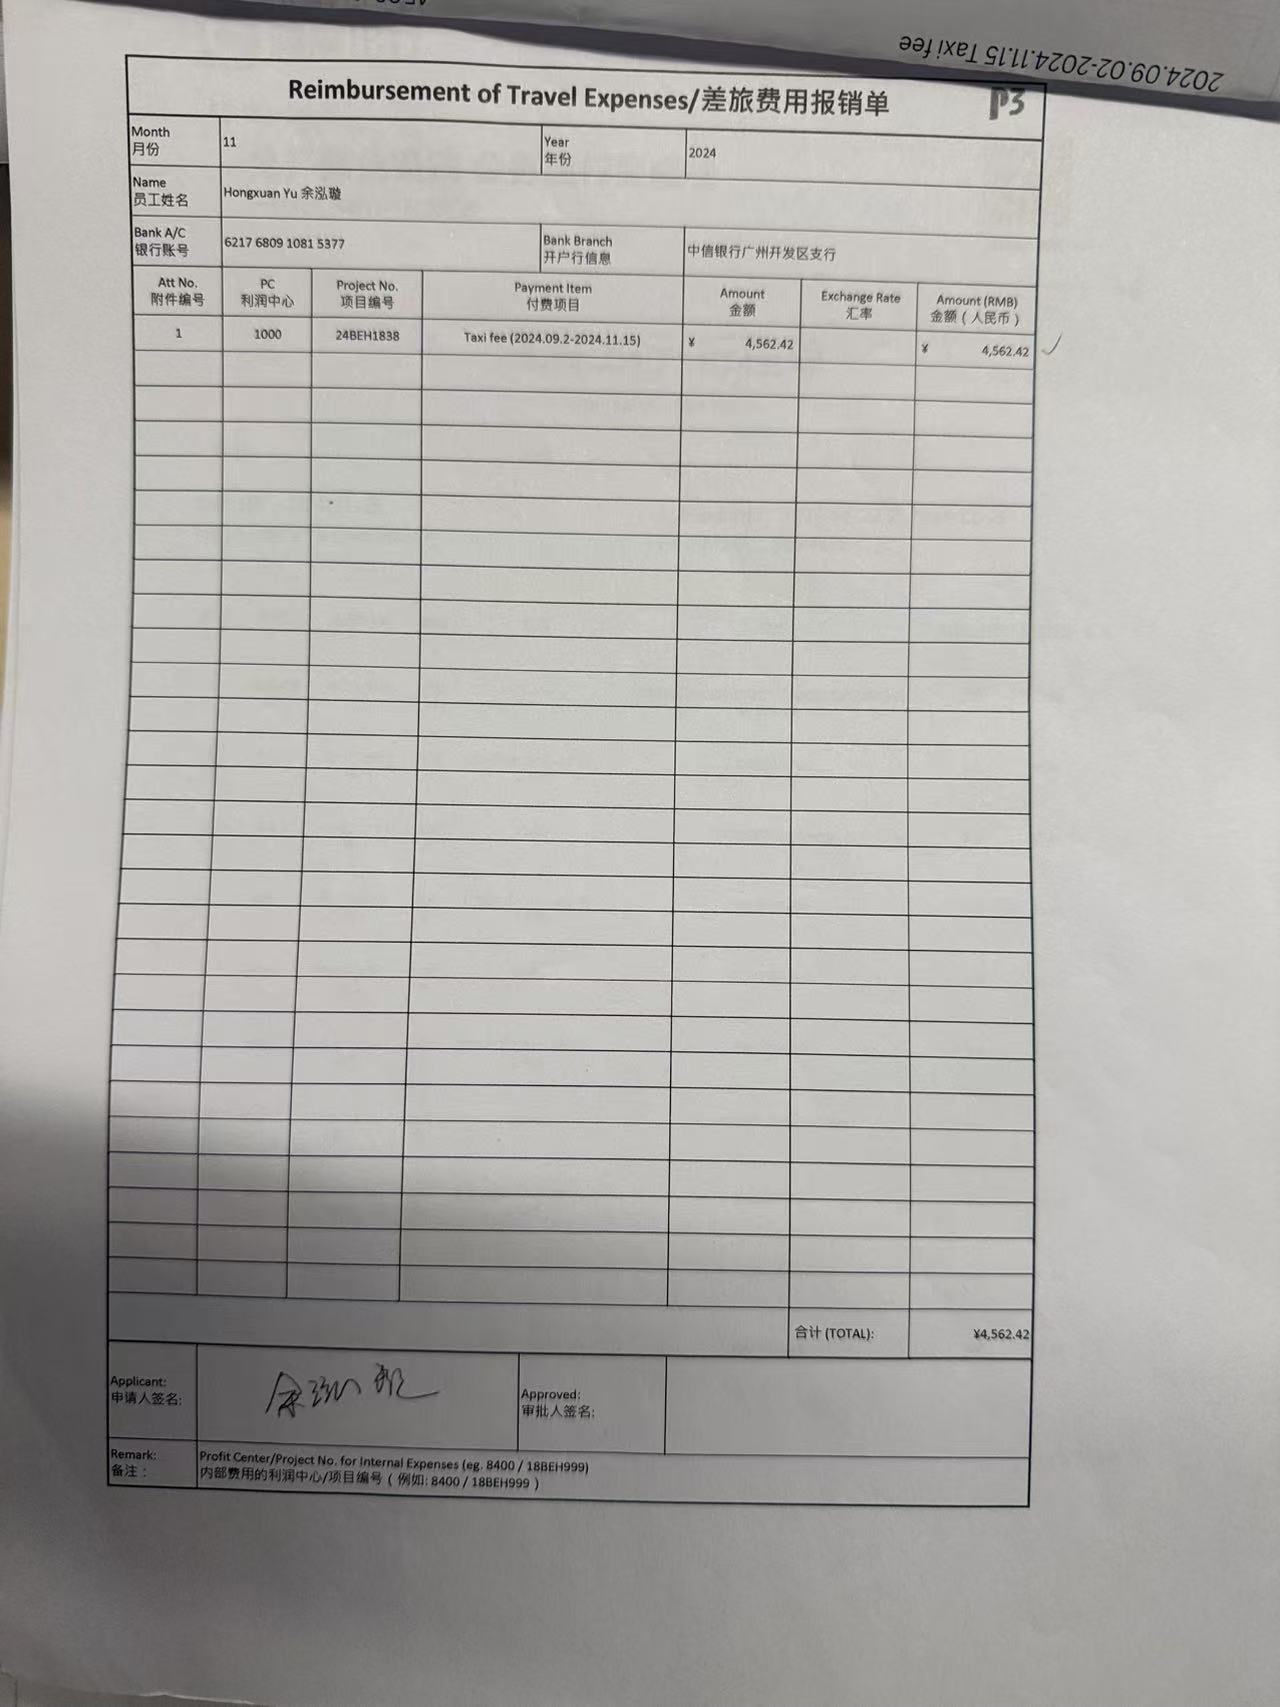 2024.09.02-2024.11.15 Taxi fee
Reimbursement of Travel Expenses/差旅费用报销单
P3
Month
月份
11
Year
年份
2024
Name
员工姓名
Hongxuan Yu 余泓璇
Bank A/C
银行账号
6217 6809 1081 5377
Bank Branch
开户行信息
中信银行广州开发区支行
Att No.
附件编号
PC
利润中心
Project No.
项目编号
Payment Item
付费项目
Amount
金额
Exchange Rate
汇率
Amount (RMB)
金额（人民币）
1 1000 24BEH1838 Taxi fee (2024.09.2-2024.11.15) ¥ 4,562.42 ¥ 4,562.42
合计 (TOTAL): ¥4,562.42
Applicant:
申请人签名:
Approved:
审批人签名:
Remark:
备注：
Profit Center/Project No. for Internal Expenses (eg. 8400 / 18BEH999)
内部费用的利润中心/项目编号（例如: 8400 / 18BEH999）